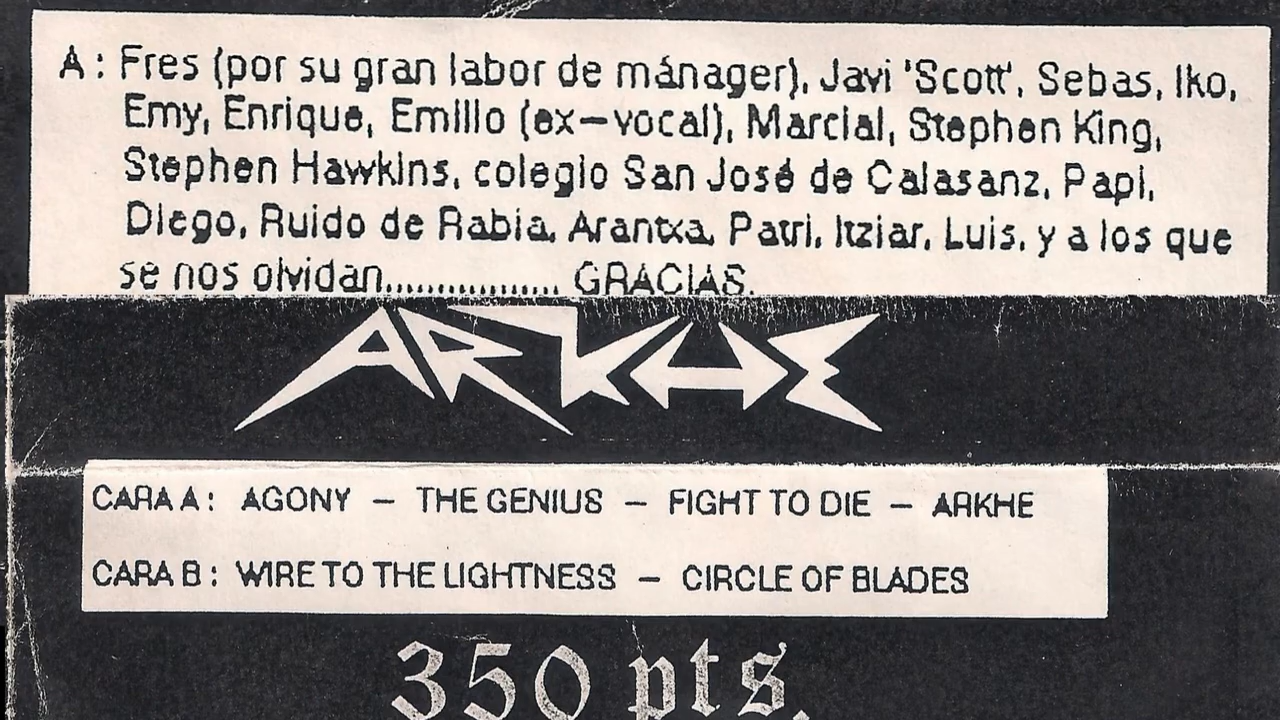 A: Fres (por su gran labor de mánager), Javi 'Scott', Sebas, Iko,
Emy, Enrique, Emilio (ex-vocal), Marcial, Stephen King,
Stephen Hawkins, colegio San José de Calasanz, Papi,
Diego, Ruido de Rabia, Arantxa, Patri, Itziar, Luis, y a los que
se nos olvidan................. GRACIAS.
ARKHE
CARA A: AGONY - THE GENIUS - FIGHT TO DIE - ARKHE
CARA B: WIRE TO THE LIGHTNESS - CIRCLE OF BLADES
350 pts.